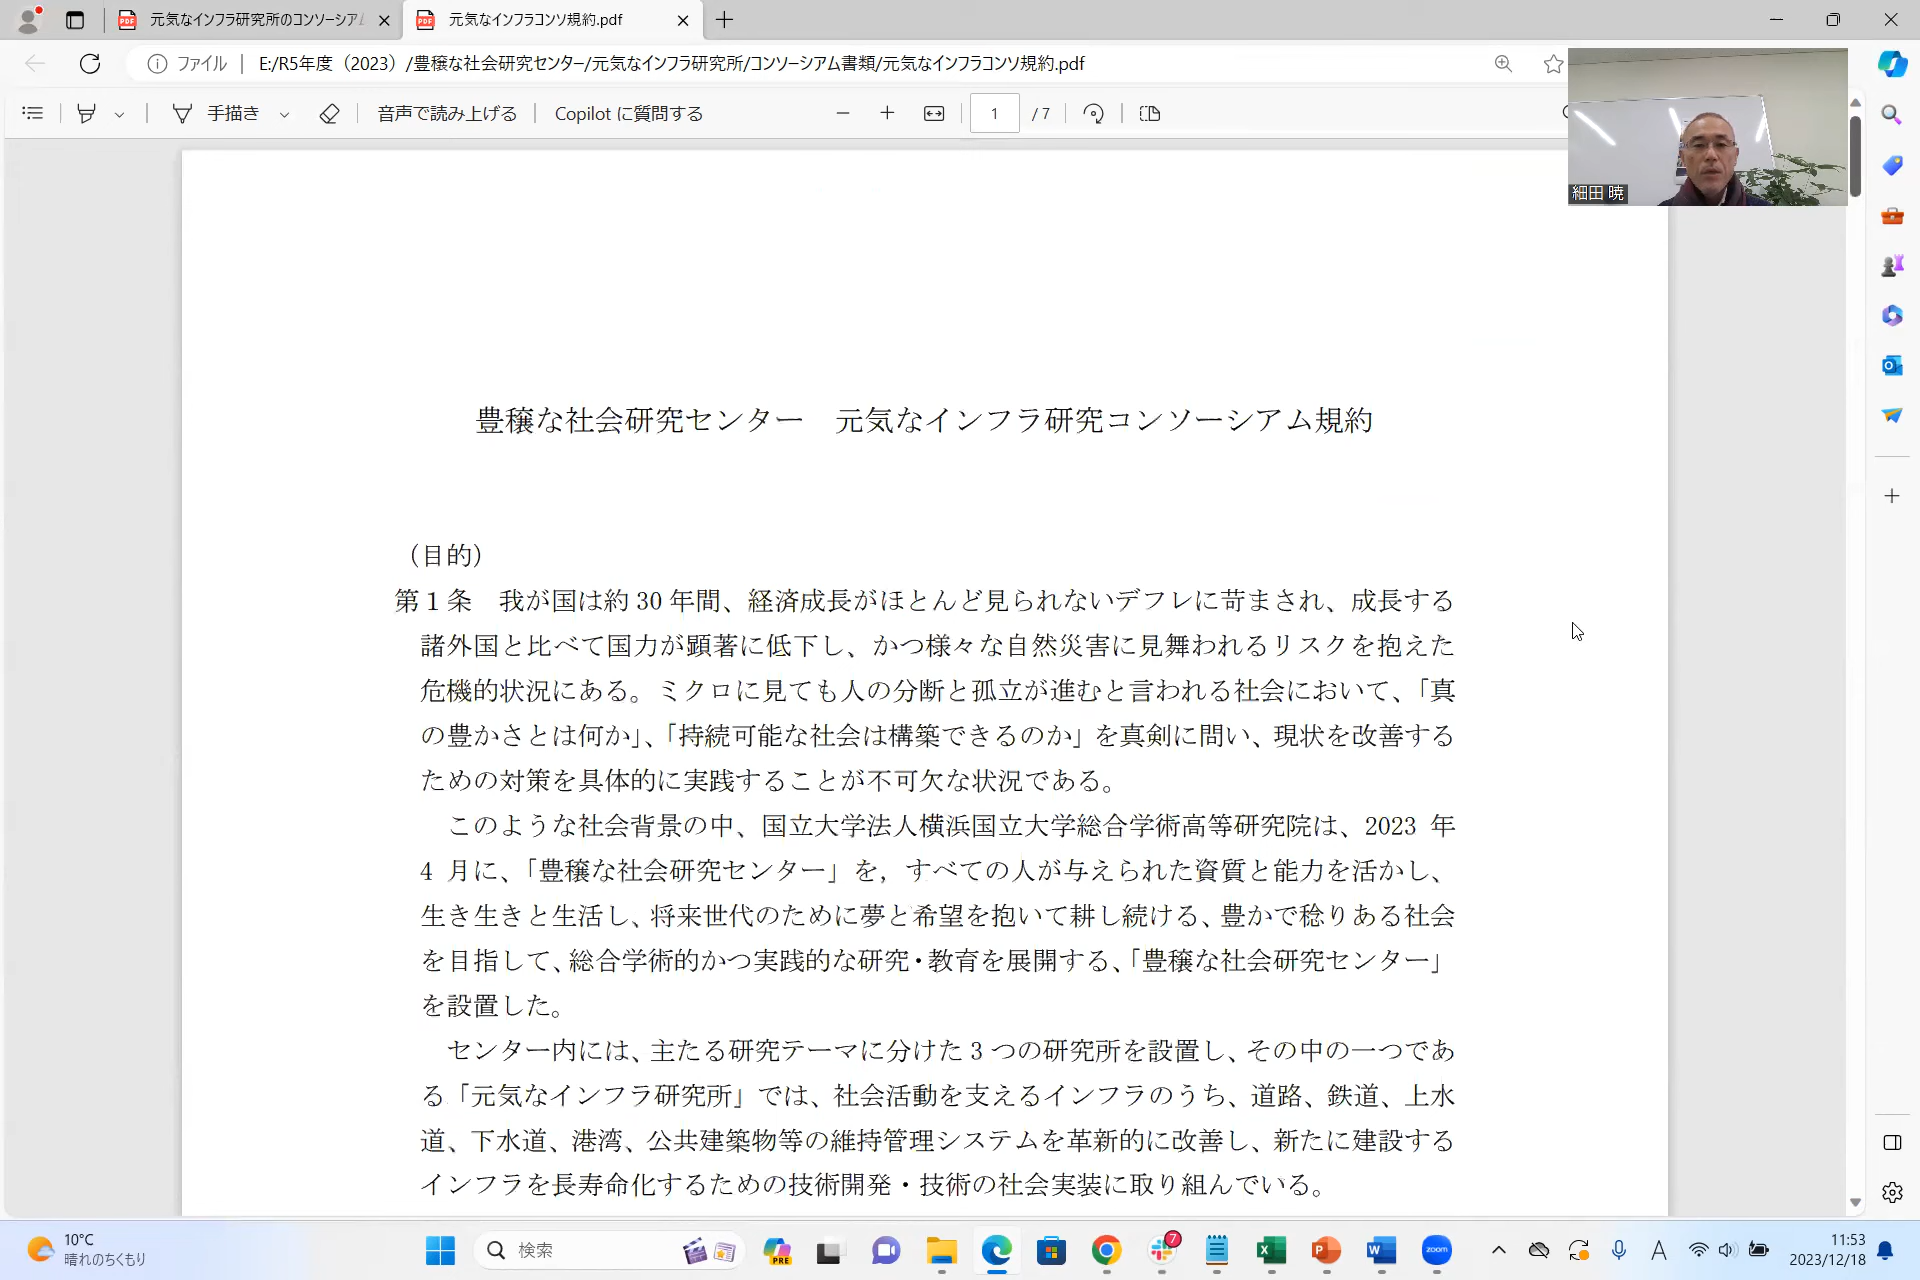 元気なインフラ研究所のコンソーシア
元気なインフラコンソ規約.pdf
ファイル
E:/R5年度（2023）/豊穣な社会研究センター/元気なインフラ研究所/コンソーシアム書類/元気なインフラコンソ規約.pdf
手描き
音声で読み上げる
Copilot に質問する
1
/ 7
細田 暁
豊穣な社会研究センター　元気なインフラ研究コンソーシアム規約
（目的）
第１条　我が国は約 30 年間、経済成長がほとんど見られないデフレに苛まされ、成長する
諸外国と比べて国力が顕著に低下し、かつ様々な自然災害に見舞われるリスクを抱えた
危機的状況にある。ミクロに見ても人の分断と孤立が進むと言われる社会において、「真
の豊かさとは何か」、「持続可能な社会は構築できるのか」を真剣に問い、現状を改善する
ための対策を具体的に実践することが不可欠な状況である。
このような社会背景の中、国立大学法人横浜国立大学総合学術高等研究院は、2023 年
4 月に、「豊穣な社会研究センター」を，すべての人が与えられた資質と能力を活かし、
生き生きと生活し、将来世代のために夢と希望を抱いて耕し続ける、豊かで稔りある社会
を目指して、総合学術的かつ実践的な研究・教育を展開する、「豊穣な社会研究センター」
を設置した。
センター内には、主たる研究テーマに分けた 3 つの研究所を設置し、その中の一つであ
る「元気なインフラ研究所」では、社会活動を支えるインフラのうち、道路、鉄道、上水
道、下水道、港湾、公共建築物等の維持管理システムを革新的に改善し、新たに建設する
インフラを長寿命化するための技術開発・技術の社会実装に取り組んでいる。
10°C
晴れのちくもり
検索
PRE
7
zoom
A
11:53
2023/12/18